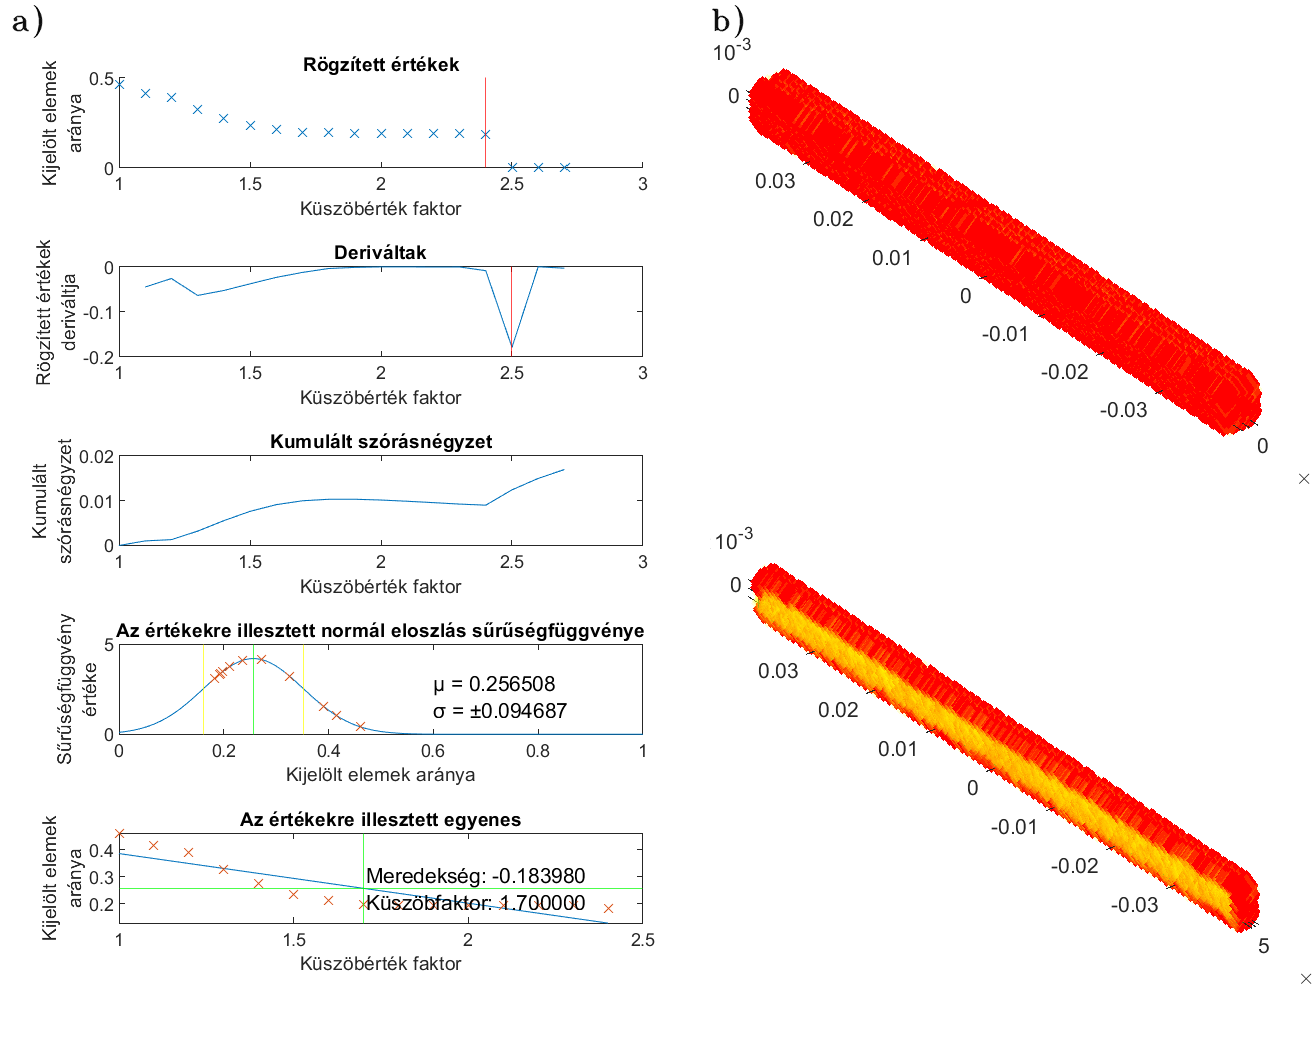 a)
Rögzített értékek
Kijelölt elemek
aránya
0.5
0
1
1.5
2
2.5
3
Küszöbérték faktor
Deriváltak
Rögzített értékek
deriváltja
0
-0.1
-0.2
1
1.5
2
2.5
3
Küszöbérték faktor
Kumulált szórásnégyzet
Kumulált
szórásnégyzet
0.02
0.01
0
1
1.5
2
2.5
3
Küszöbérték faktor
Az értékekre illesztett normál eloszlás sűrűségfüggvénye
Sűrűségfüggvény
értéke
5
0
μ = 0.256508
σ = ±0.094687
0
0.2
0.4
0.6
0.8
1
Kijelölt elemek aránya
Az értékekre illesztett egyenes
Kijelölt elemek
aránya
0.4
0.3
0.2
Meredekség: -0.183980
Küszöbfaktor: 1.700000
1
1.5
2
2.5
Küszöbérték faktor
b)
10-3
0
0.03
0.02
0.01
0
-0.01
-0.02
-0.03
0
×
10-3
0
0.03
0.02
0.01
0
-0.01
-0.02
-0.03
5
×